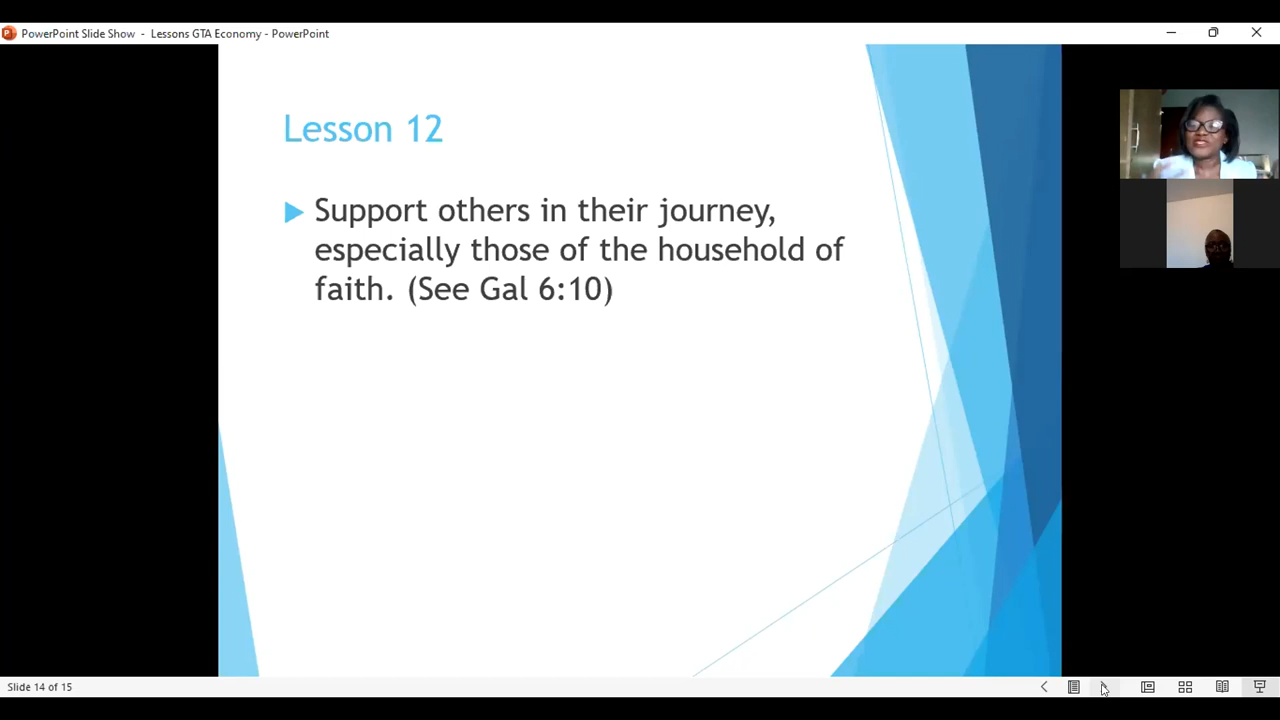 PowerPoint Slide Show - Lessons GTA Economy - PowerPoint
Lesson 12
Support others in their journey,
especially those of the household of
faith. (See Gal 6:10)
Slide 14 of 15